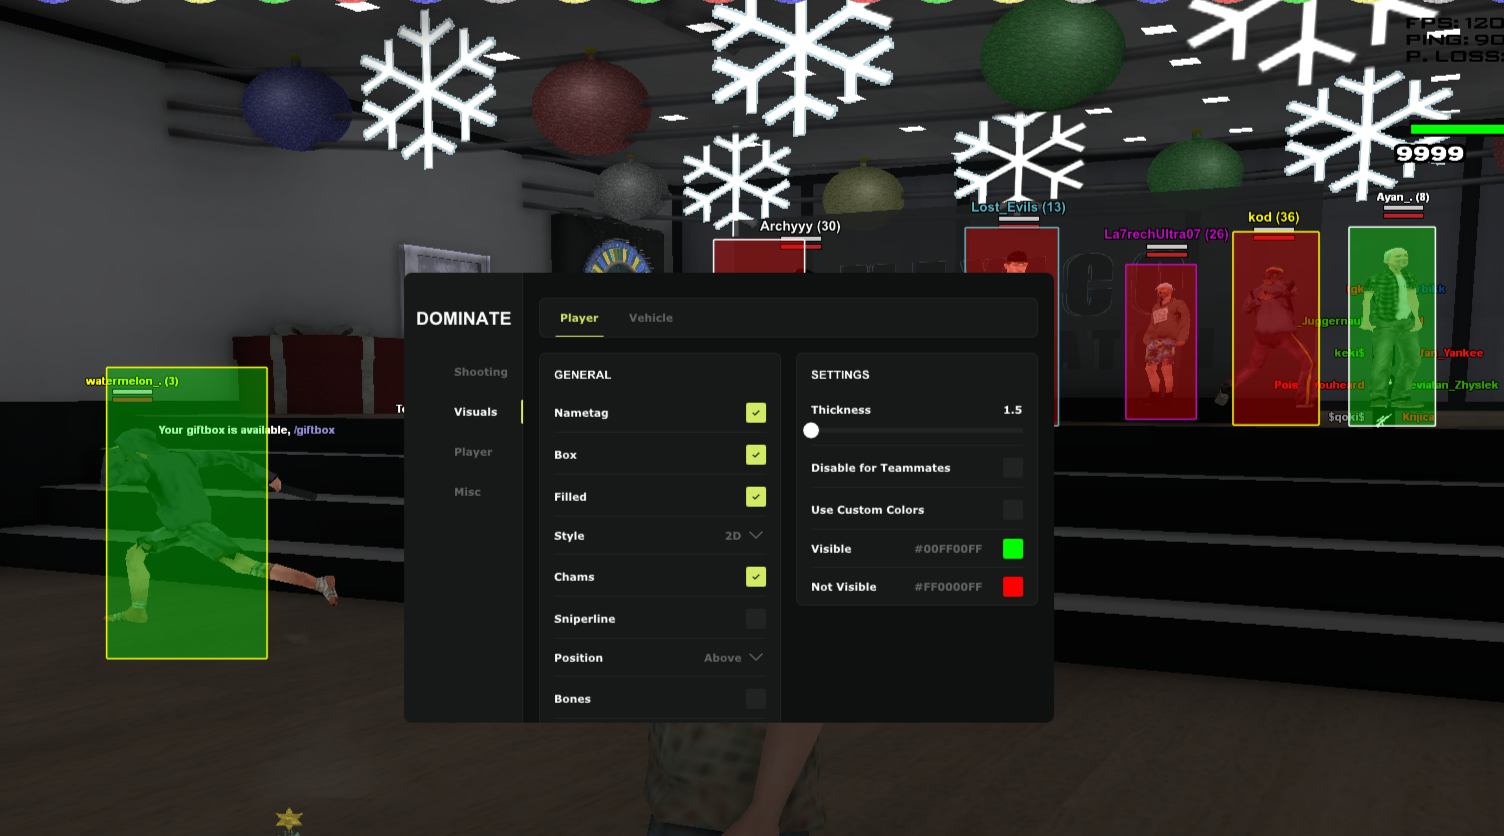 FPS: 120
PING: 90
P. LOSS:
9999
Ayan_. (8)
Lost_Evils (13)
kod (36)
Archyyy (30)
La7rechUltra07 (26)
watermelon_. (3)
Your giftbox is available, /giftbox
DOMINATE
Shooting
Visuals
Player
Misc
Player
Vehicle
GENERAL
Nametag
Box
Filled
Style 2D
Chams
Sniperline
Position Above
Bones
SETTINGS
Thickness 1.5
Disable for Teammates
Use Custom Colors
Visible #00FF00FF
Not Visible #FF0000FF
keki$
Ian_Yankee
$qoki$
Knjica